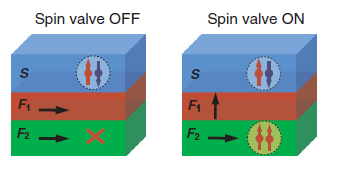 Spin valve OFF
Spin valve ON
S
F₁
F₂
S
F₁
F₂